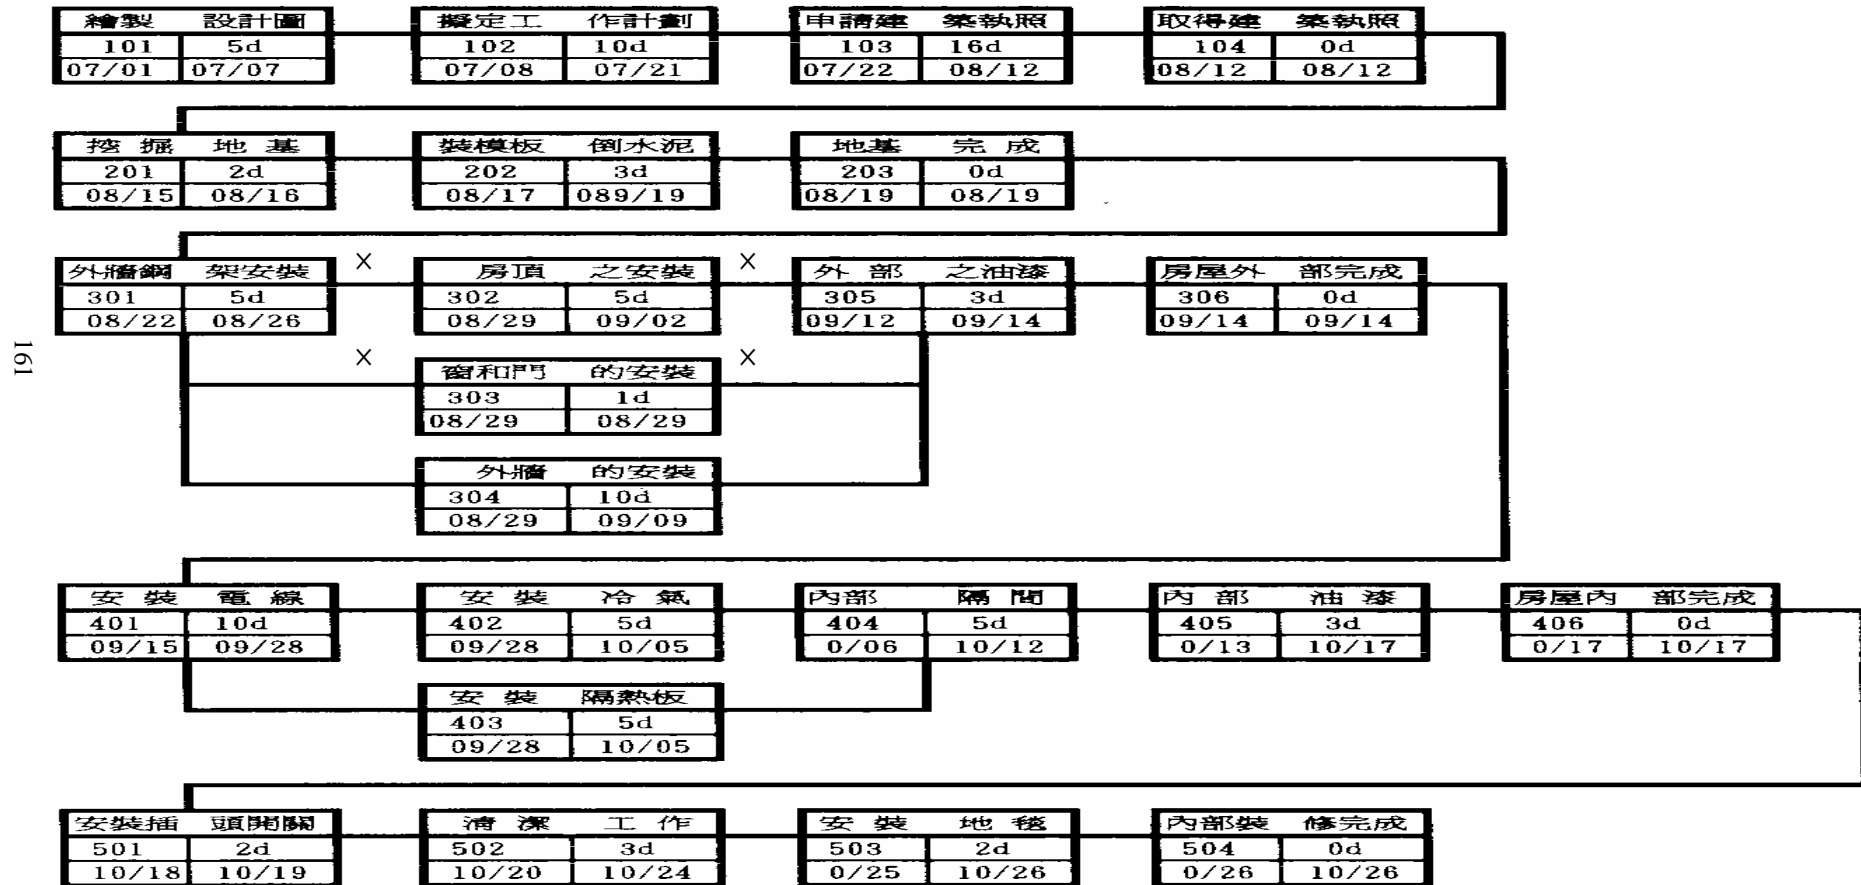 繪製 設計圖
101 5d
07/01 07/07
擬定工 作計劃
102 10d
07/08 07/21
申請建 築執照
103 16d
07/22 08/12
取得建 築執照
104 0d
08/12 08/12
挖掘 地基
201 2d
08/15 08/16
裝模板 倒水泥
202 3d
08/17 089/19
地基 完成
203 0d
08/19 08/19
外牆鋼 架安裝
301 5d
08/22 08/26
X
房頂 之安裝
302 5d
08/29 09/02
X
外部 之油漆
305 3d
09/12 09/14
房屋外 部完成
306 0d
09/14 09/14
161
X
窗和門 的安裝
303 1d
08/29 08/29
X
外牆 的安裝
304 10d
08/29 09/09
安裝 電線
401 10d
09/15 09/28
安裝 冷氣
402 5d
09/28 10/05
內部 隔間
404 5d
0/06 10/12
內部 油漆
405 3d
0/13 10/17
房屋內 部完成
406 0d
0/17 10/17
安裝 隔熱板
403 5d
09/28 10/05
安裝插 頭開關
501 2d
10/18 10/19
清潔 工作
502 3d
10/20 10/24
安裝 地毯
503 2d
0/25 10/26
內部裝 修完成
504 0d
0/26 10/26